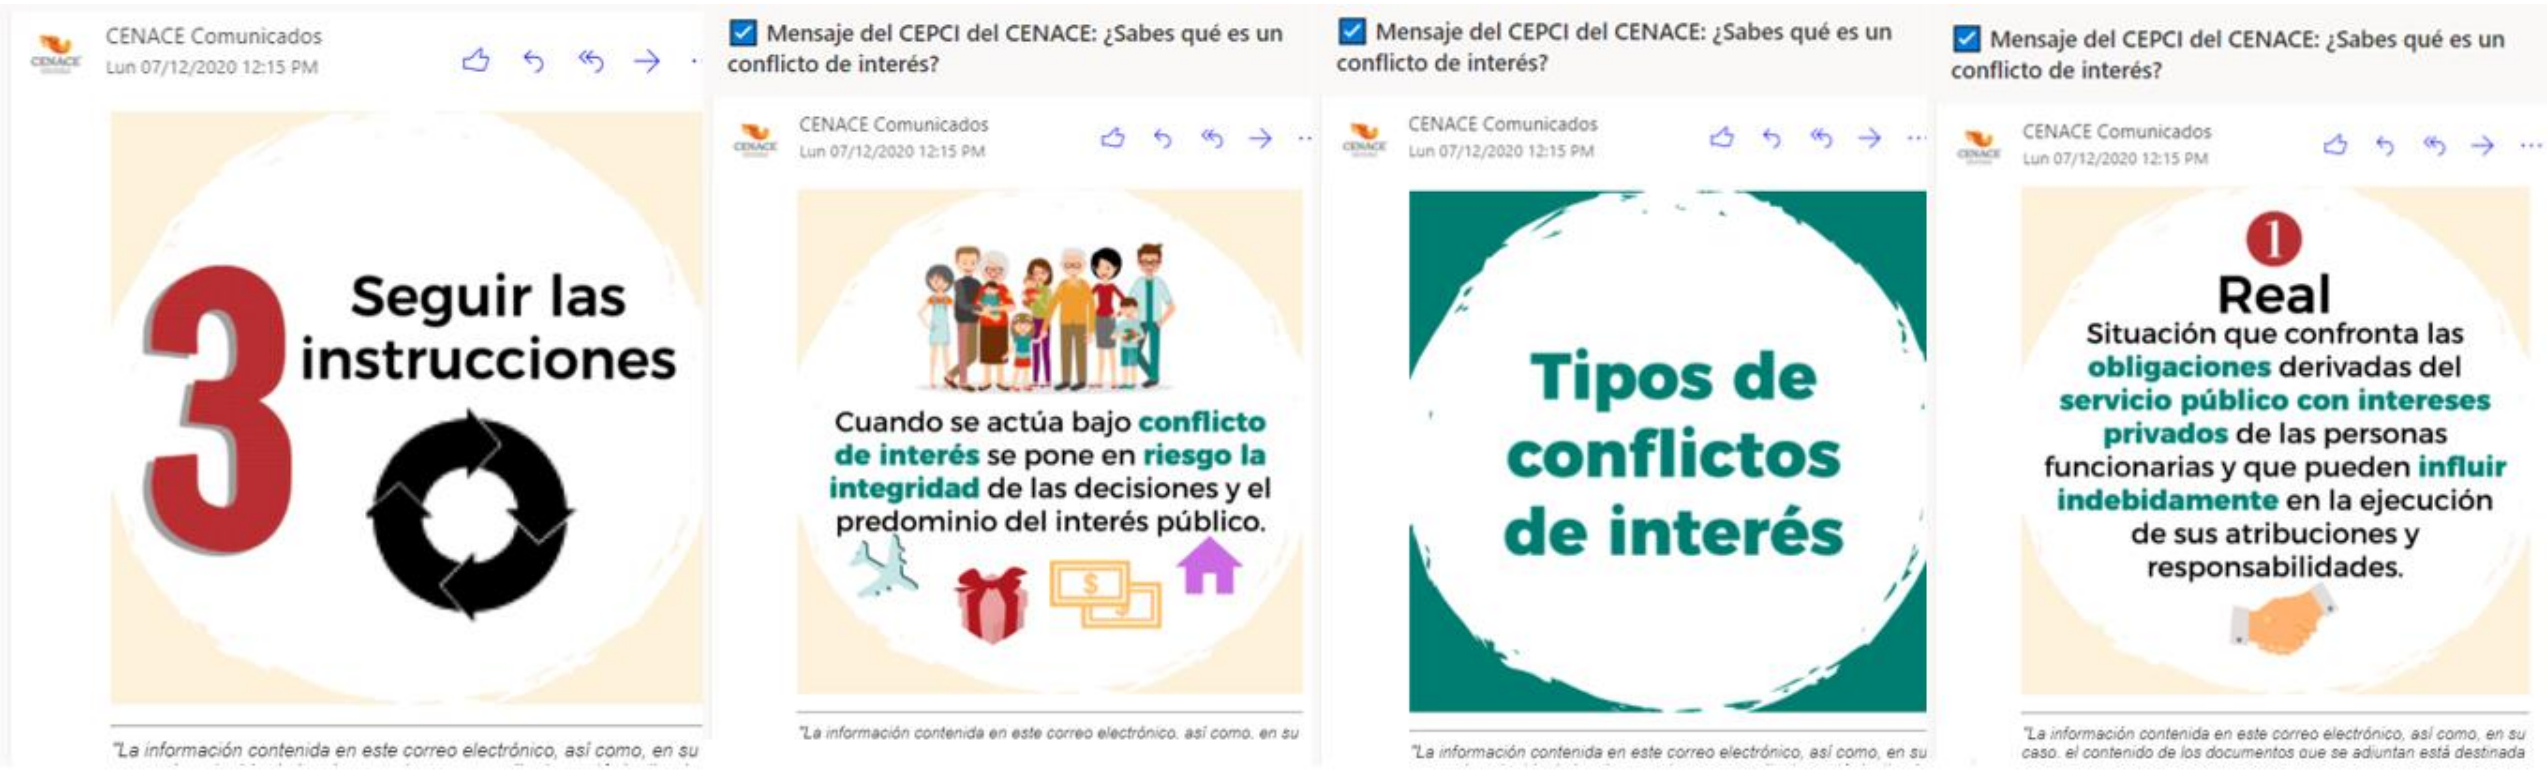 CENACE
CENACE Comunicados
Lun 07/12/2020 12:15 PM
3
Seguir las
instrucciones
"La información contenida en este correo electrónico, así como, en su
Mensaje del CEPCI del CENACE: ¿Sabes qué es un
conflicto de interés?
CENACE
CENACE Comunicados
Lun 07/12/2020 12:15 PM
Cuando se actúa bajo conflicto
de interés se pone en riesgo la
integridad de las decisiones y el
predominio del interés público.
$
"La información contenida en este correo electrónico, así como, en su
Mensaje del CEPCI del CENACE: ¿Sabes qué es un
conflicto de interés?
CENACE
CENACE Comunicados
Lun 07/12/2020 12:15 PM
Tipos de
conflictos
de interés
"La información contenida en este correo electrónico, así como, en su
Mensaje del CEPCI del CENACE: ¿Sabes qué es un
conflicto de interés?
CENACE
CENACE Comunicados
Lun 07/12/2020 12:15 PM
1
Real
Situación que confronta las
obligaciones derivadas del
servicio público con intereses
privados de las personas
funcionarias y que pueden influir
indebidamente en la ejecución
de sus atribuciones y
responsabilidades.
"La información contenida en este correo electrónico, así como, en su
caso, el contenido de los documentos que se adjuntan está destinada